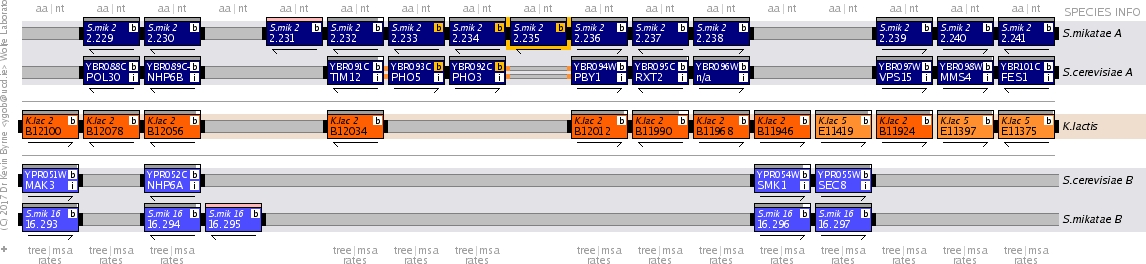 aa | nt aa | nt aa | nt aa | nt aa | nt aa | nt aa | nt aa | nt aa | nt aa | nt aa | nt aa | nt aa | nt aa | nt aa | nt aa | nt aa | nt SPECIES INFO
S.mik 2 b S.mik 2 b S.mik 2 b S.mik 2 b S.mik 2 b S.mik 2 b S.mik 2 b S.mik 2 b S.mik 2 b S.mik 2 b S.mik 2 b S.mik 2 b S.mik 2 b
2.229 2.230 2.231 2.232 2.233 2.234 2.235 2.236 2.237 2.238 2.239 2.240 2.241 S.mikatae A
YBR088C b YBR089C- b YBR091C b YBR093C b YBR092C b YBR094W b YBR095C b YBR096W b YBR097W b YBR098W b YBR101C b
POL30 i NHP6B i TIM12 i PHO5 i PHO3 i PBY1 i RXT2 i n/a i VPS15 i MMS4 i FES1 i S.cerevisiae A
K.lac 2 b K.lac 2 b K.lac 2 b K.lac 2 b K.lac 2 b K.lac 2 b K.lac 2 b K.lac 2 b K.lac 5 b K.lac 2 b K.lac 5 b K.lac 5 b
B12100 B12078 B12056 B12034 B12012 B11990 B11968 B11946 E11419 B11924 E11397 E11375 K.lactis
YPR051W b YPR052C b YPR054W b YPR055W b
MAK3 i NHP6A i SMK1 i SEC8 i S.cerevisiae B
S.mik 16 b S.mik 16 b S.mik 16 b S.mik 16 b S.mik 16 b
16.293 16.294 16.295 16.296 16.297 S.mikatae B
tree | msa tree | msa tree | msa tree | msa tree | msa tree | msa tree | msa tree | msa tree | msa tree | msa tree | msa tree | msa tree | msa tree | msa
rates rates rates rates rates rates rates rates rates rates rates rates rates rates
(C) 2017 Dr Kevin Byrne <ygob@ucd.ie> Wolfe Laborato